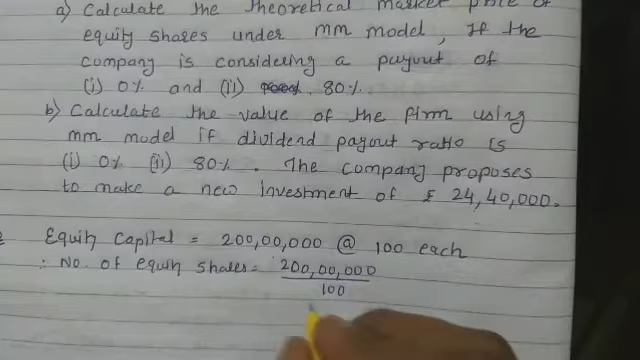 a) Calculate the theoretical market price of
equity shares under mm model, If the
company is considering a payout of
(i) 0% and (ii) 80%.
b) Calculate the value of the firm using
mm model if dividend payout ratio is
(i) 0% (ii) 80%. The company proposes
to make a new investment of ₹ 24,40,000.
Equity Capital = 200,00,000 @ 100 each
∴ No. of equity shares = 200,00,000
100